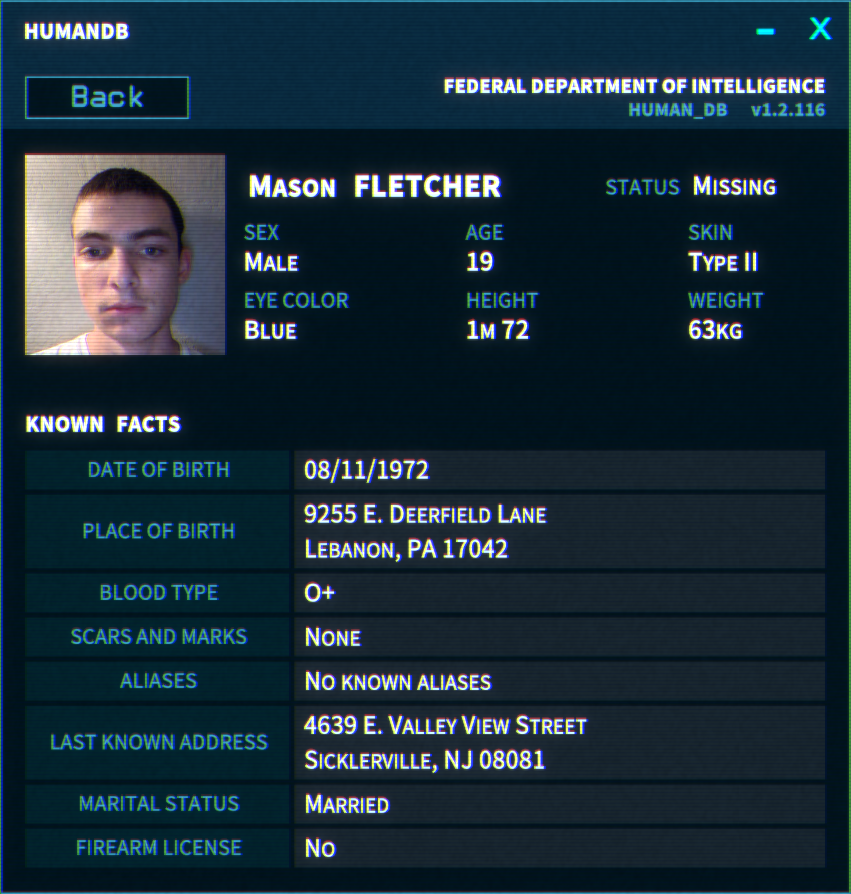 HUMANDB
Back
FEDERAL DEPARTMENT OF INTELLIGENCE
HUMAN_DB v1.2.116
MASON FLETCHER
STATUS MISSING
SEX AGE SKIN
MALE 19 TYPE II
EYE COLOR HEIGHT WEIGHT
BLUE 1M 72 63KG
KNOWN FACTS
DATE OF BIRTH 08/11/1972
PLACE OF BIRTH 9255 E. DEERFIELD LANE
LEBANON, PA 17042
BLOOD TYPE O+
SCARS AND MARKS NONE
ALIASES NO KNOWN ALIASES
LAST KNOWN ADDRESS 4639 E. VALLEY VIEW STREET
SICKLERVILLE, NJ 08081
MARITAL STATUS MARRIED
FIREARM LICENSE NO